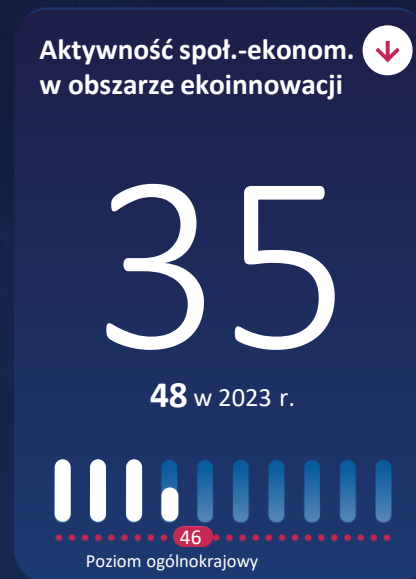 Aktywność społ.-ekonom.
w obszarze ekoinnowacji
35
48 w 2023 r.
46
Poziom ogólnokrajowy